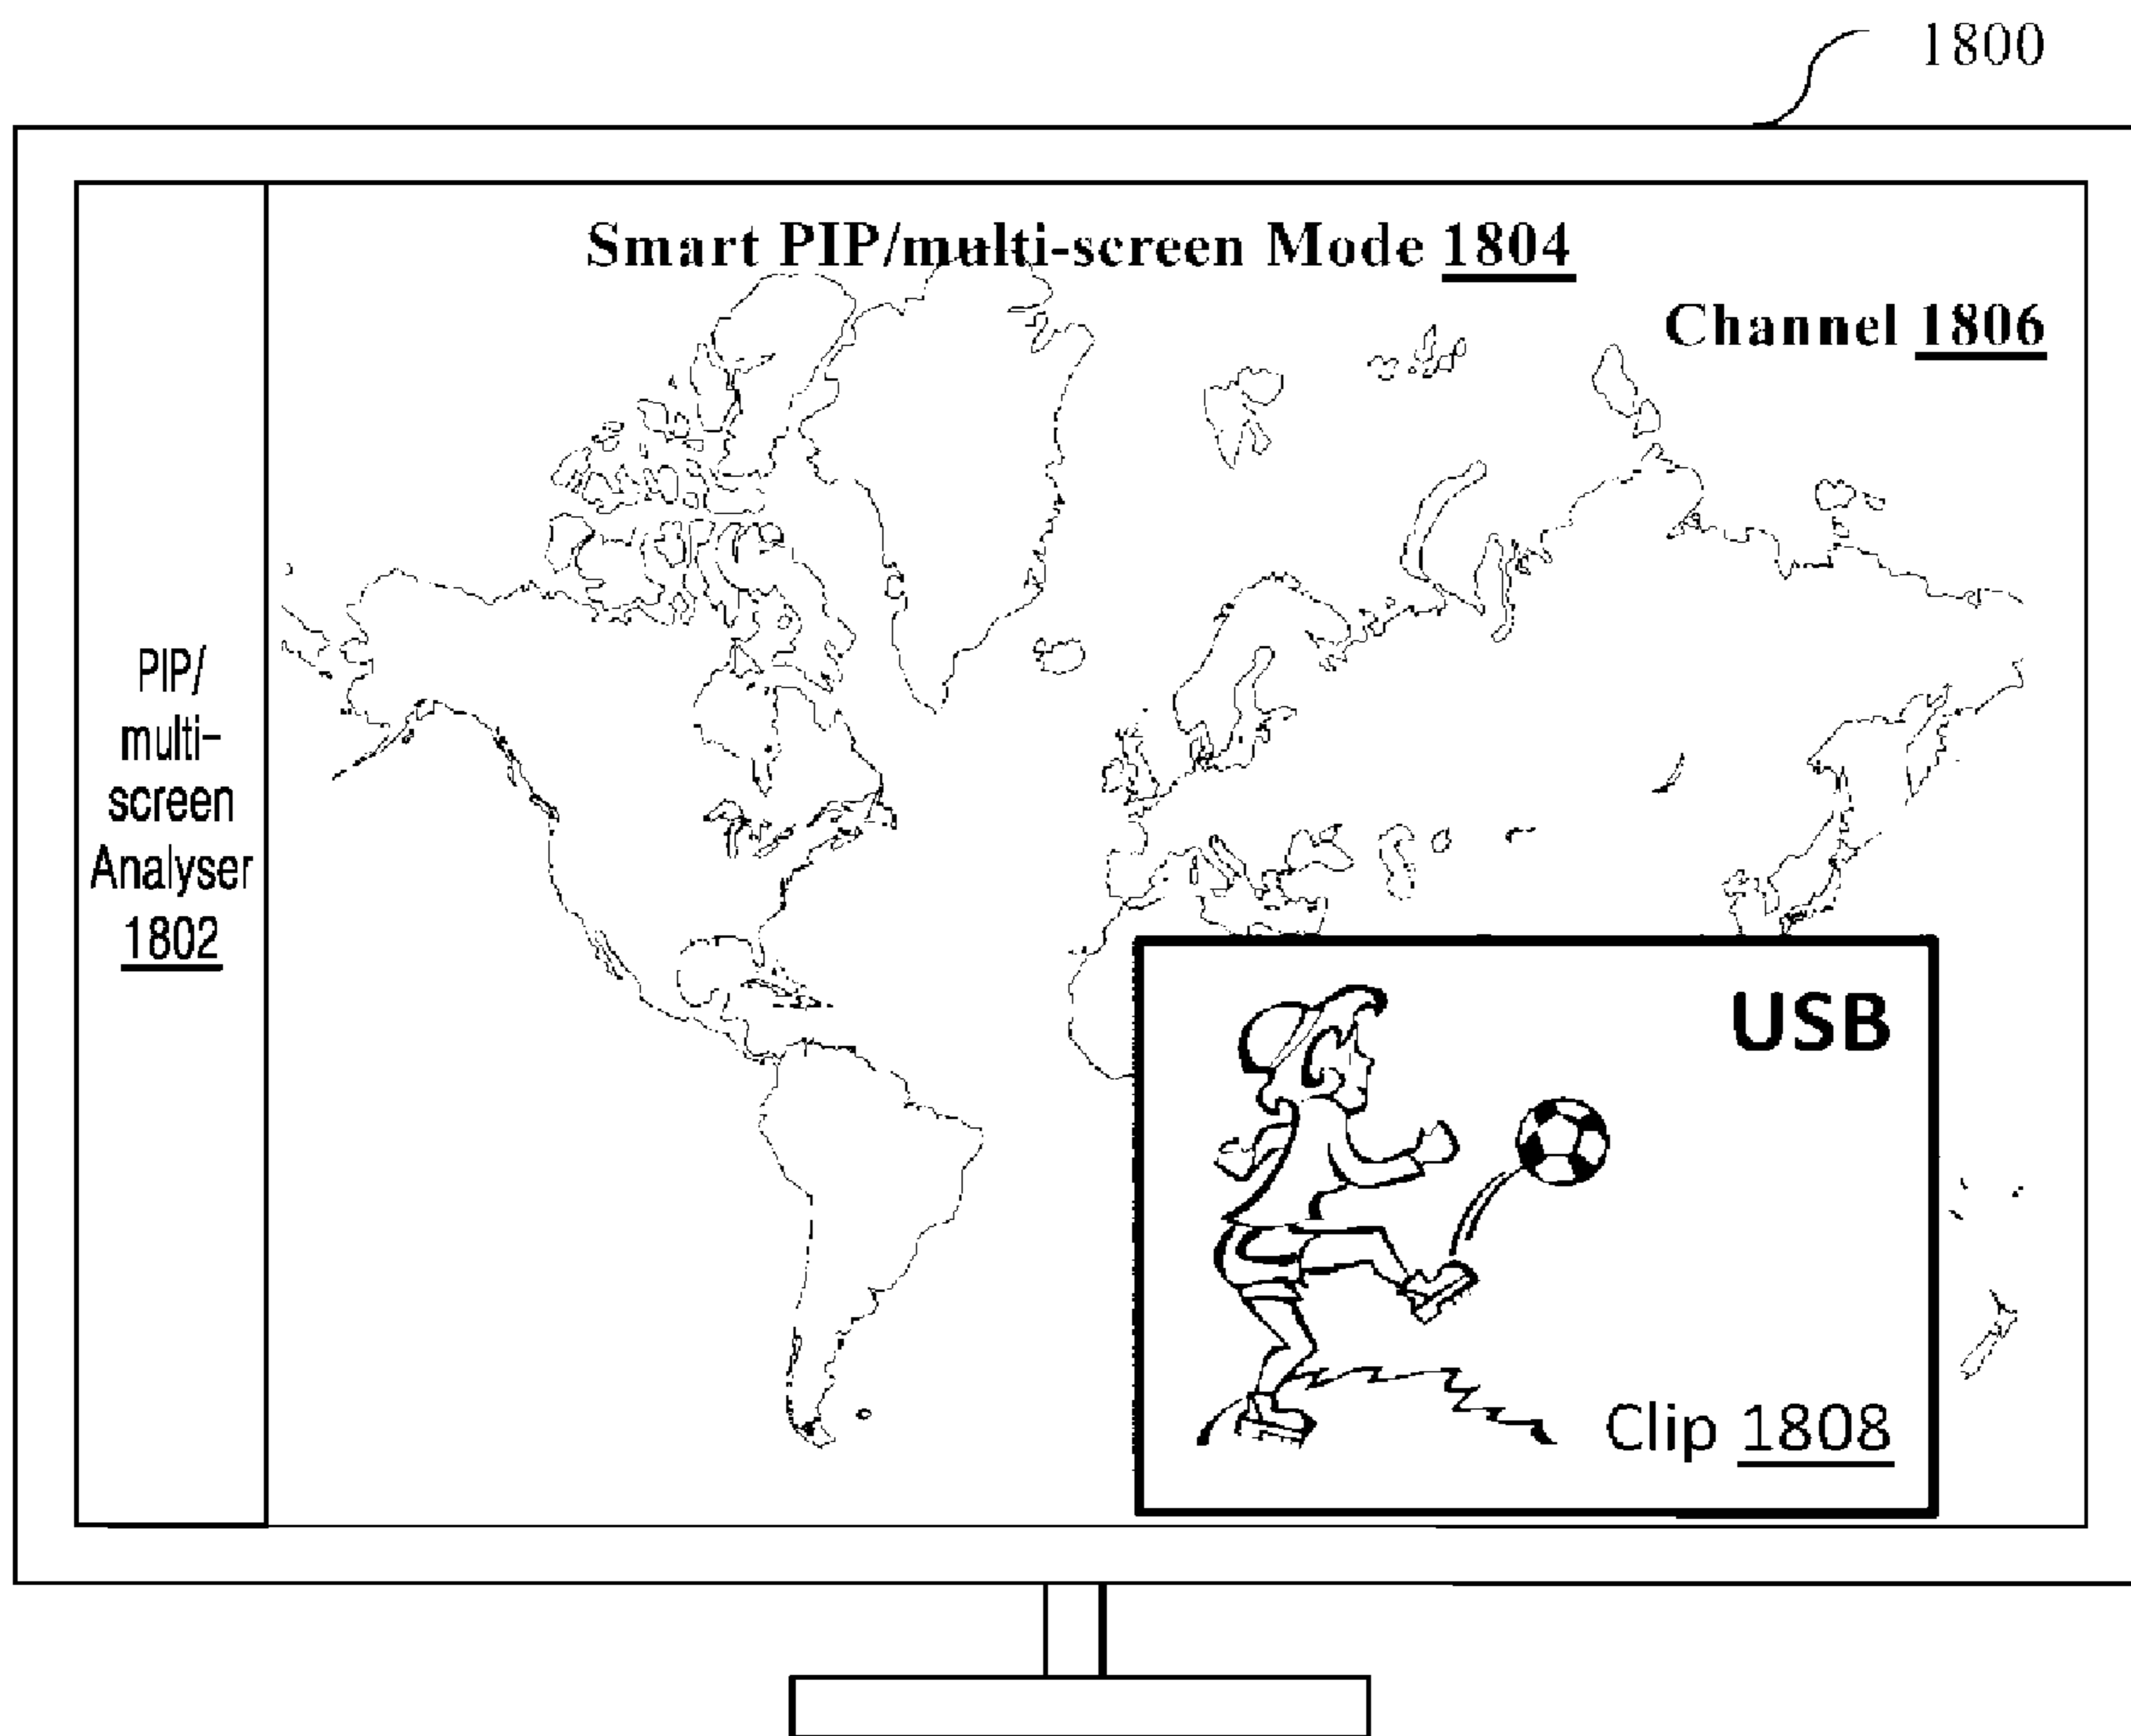 1800
Smart PIP/multi-screen Mode 1804
Channel 1806
PIP/
multi-
screen
Analyser
1802
USB
Clip 1808